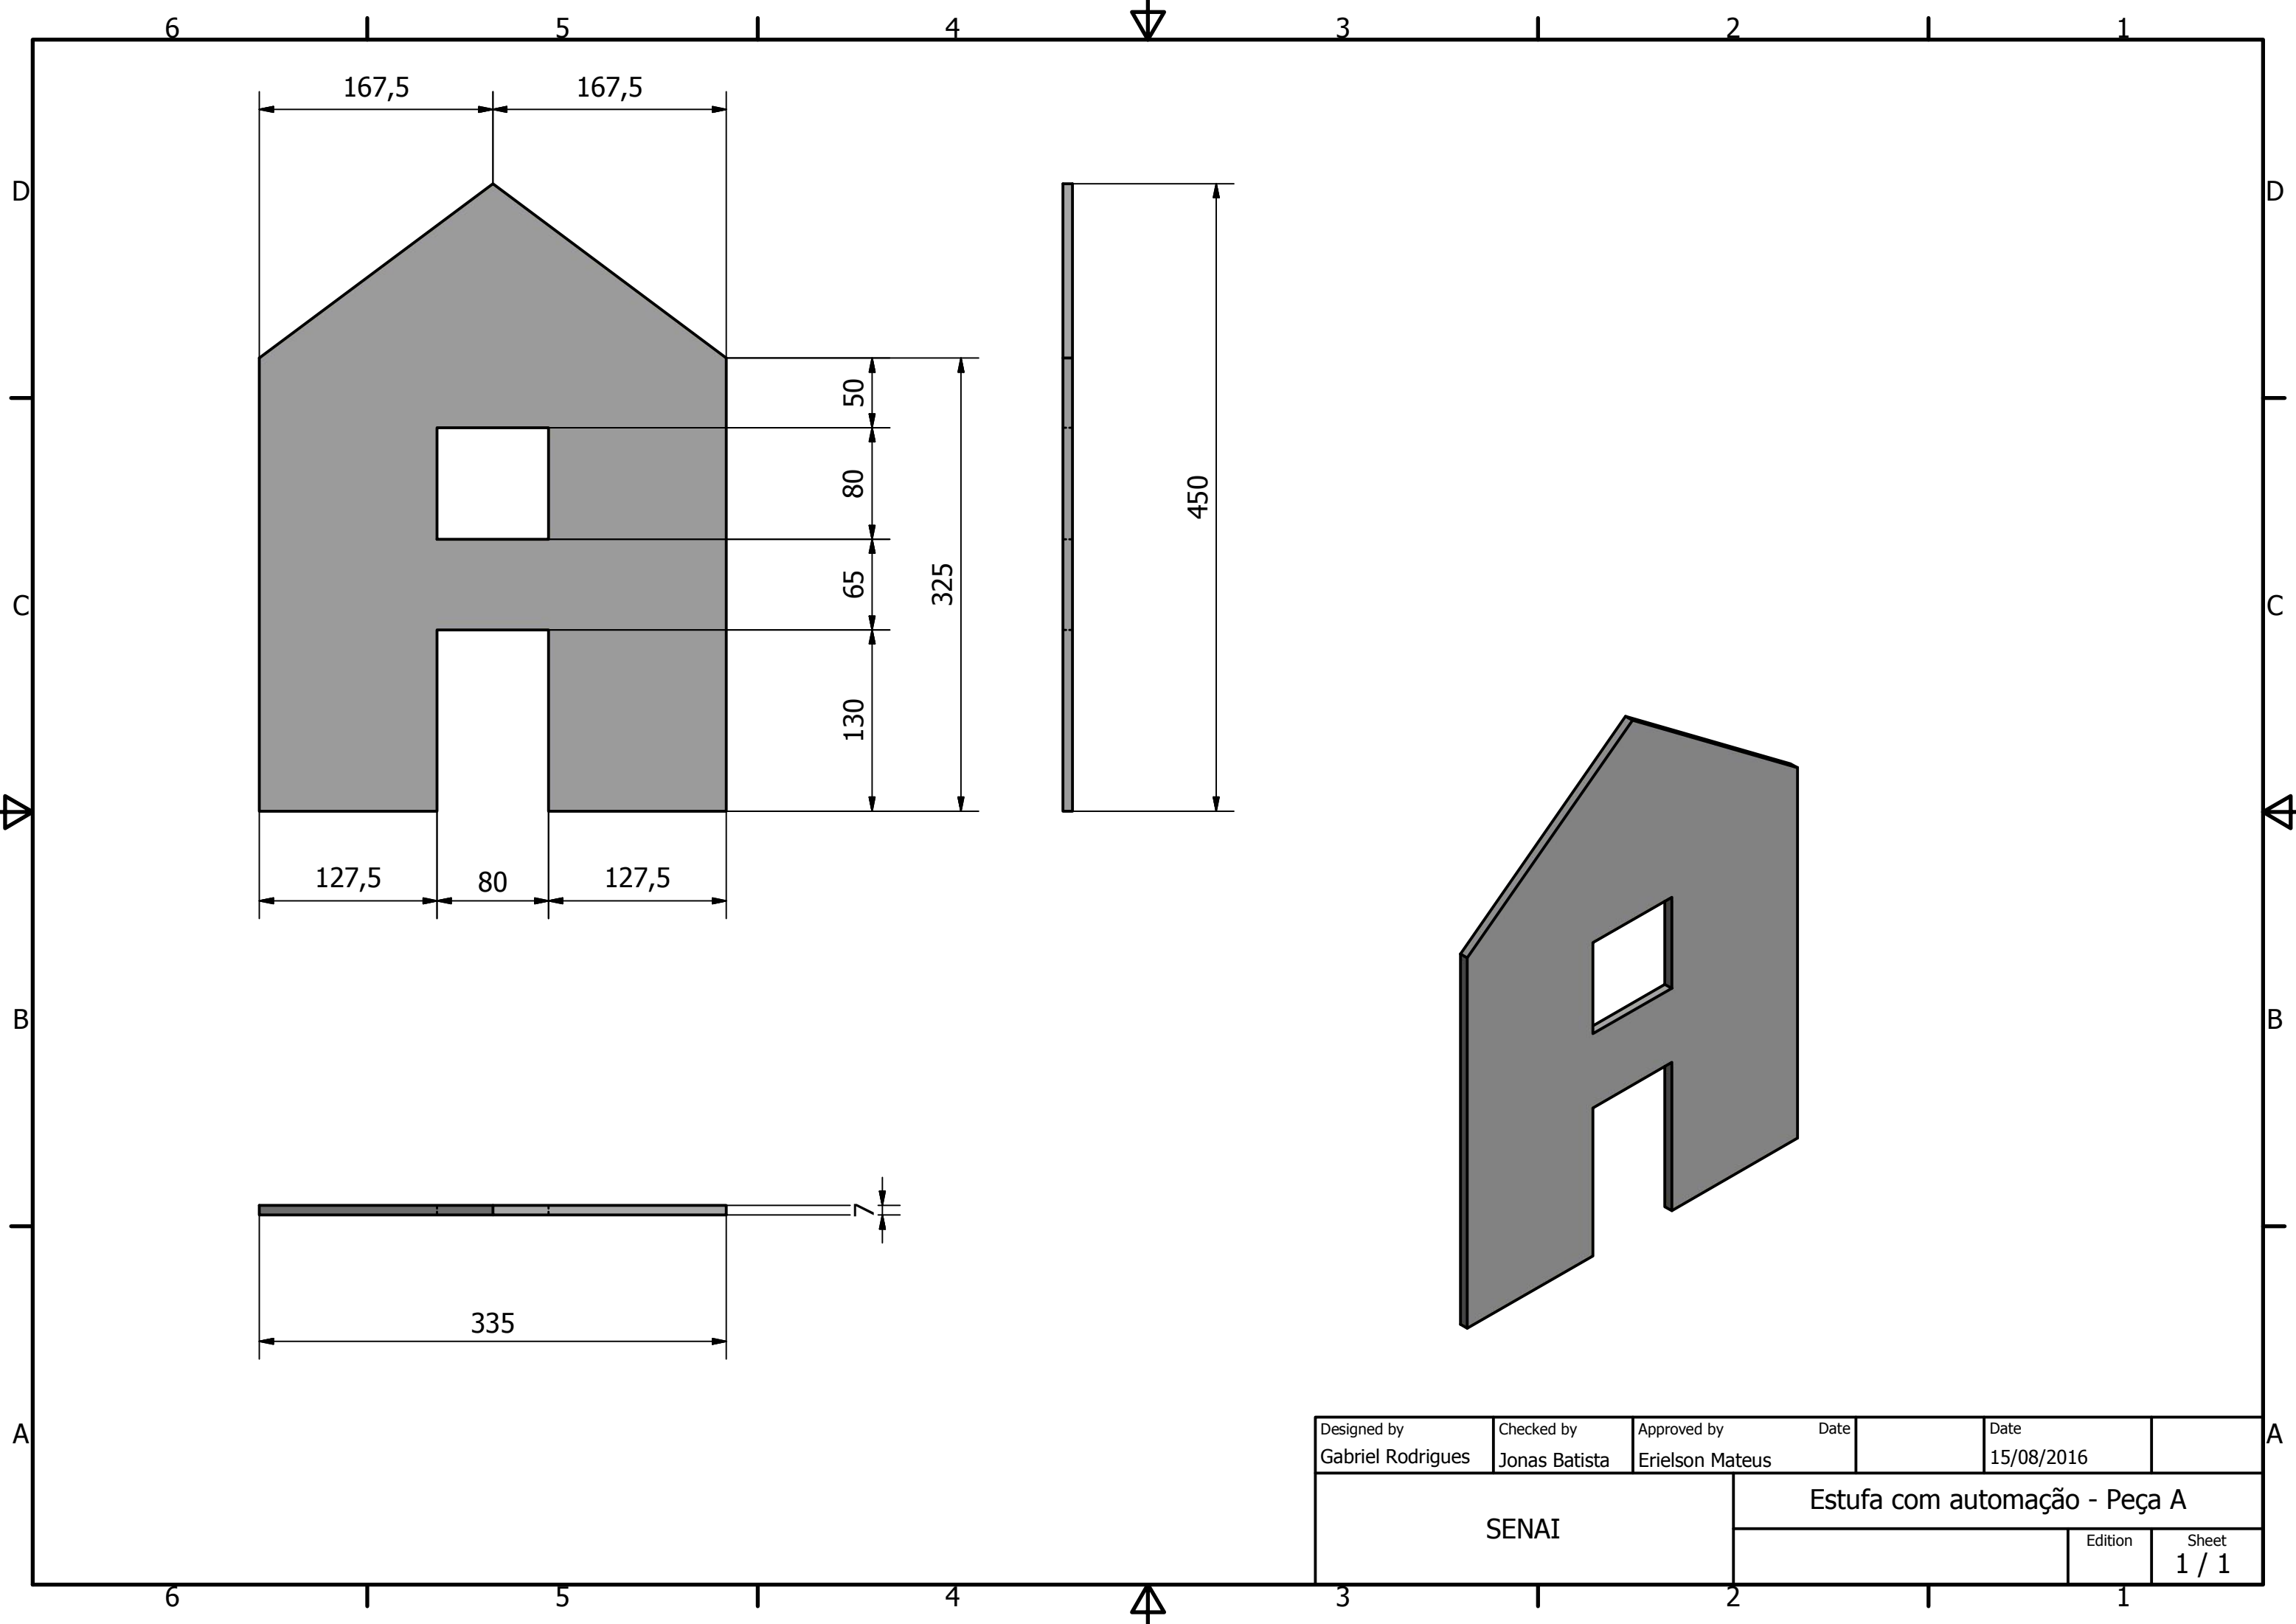 6 5 4 3 2 1
167,5 167,5
D D
50
80
450
65
325
C C
130
127,5 80 127,5
B B
7
335
A A
Designed by Checked by Approved by Date Date
Gabriel Rodrigues Jonas Batista Erielson Mateus 15/08/2016
Estufa com automação - Peça A
SENAI
Edition Sheet
1 / 1
6 5 4 3 2 1